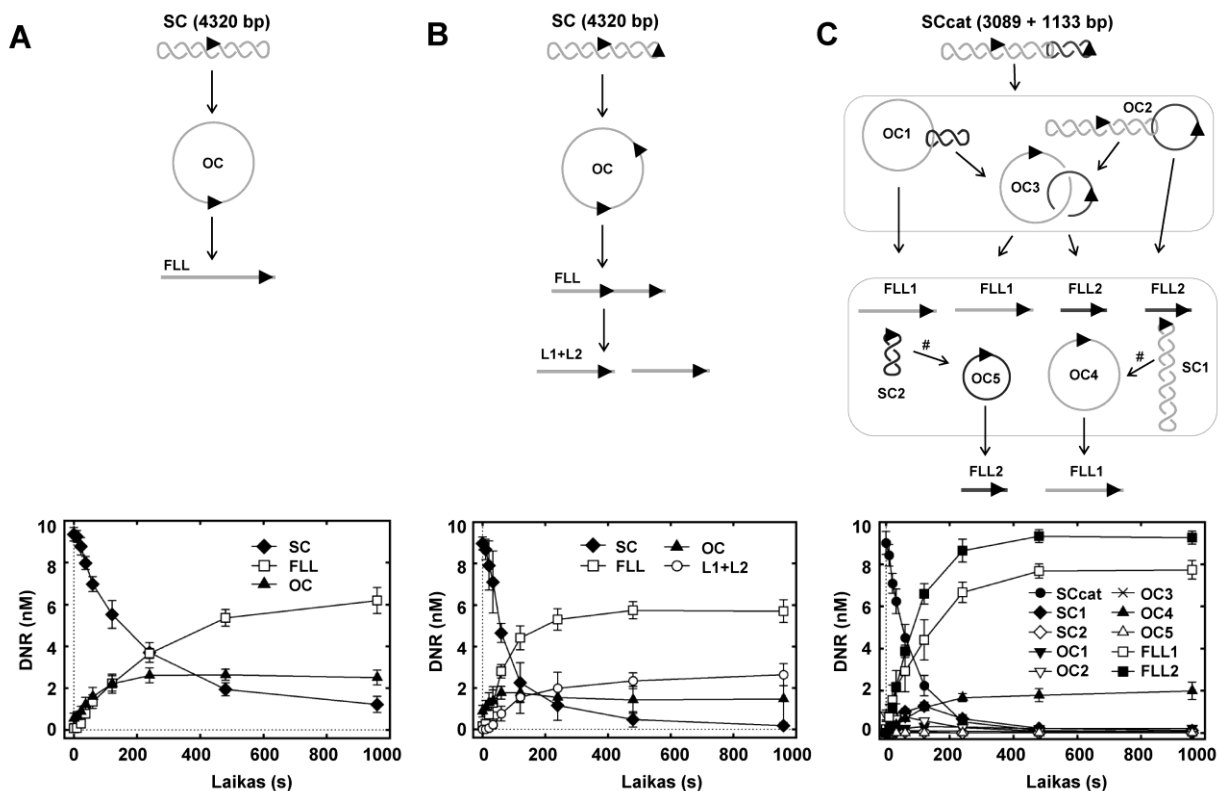 A
SC (4320 bp)
OC
FLL
B
SC (4320 bp)
OC
FLL
L1+L2
C
SCcat (3089 + 1133 bp)
OC1
OC2
OC3
FLL1
FLL1
FLL2
FLL2
#
#
SC2
OC5
OC4
SC1
FLL2
FLL1
10
8
6
4
2
0
DNR (nM)
SC
FLL
OC
0
200
400
600
800
1000
Laikas (s)
10
8
6
4
2
0
DNR (nM)
SC
OC
FLL
L1+L2
0
200
400
600
800
1000
Laikas (s)
10
8
6
4
2
0
DNR (nM)
SCcat
OC3
SC1
OC4
SC2
OC5
OC1
FLL1
OC2
FLL2
0
200
400
600
800
1000
Laikas (s)